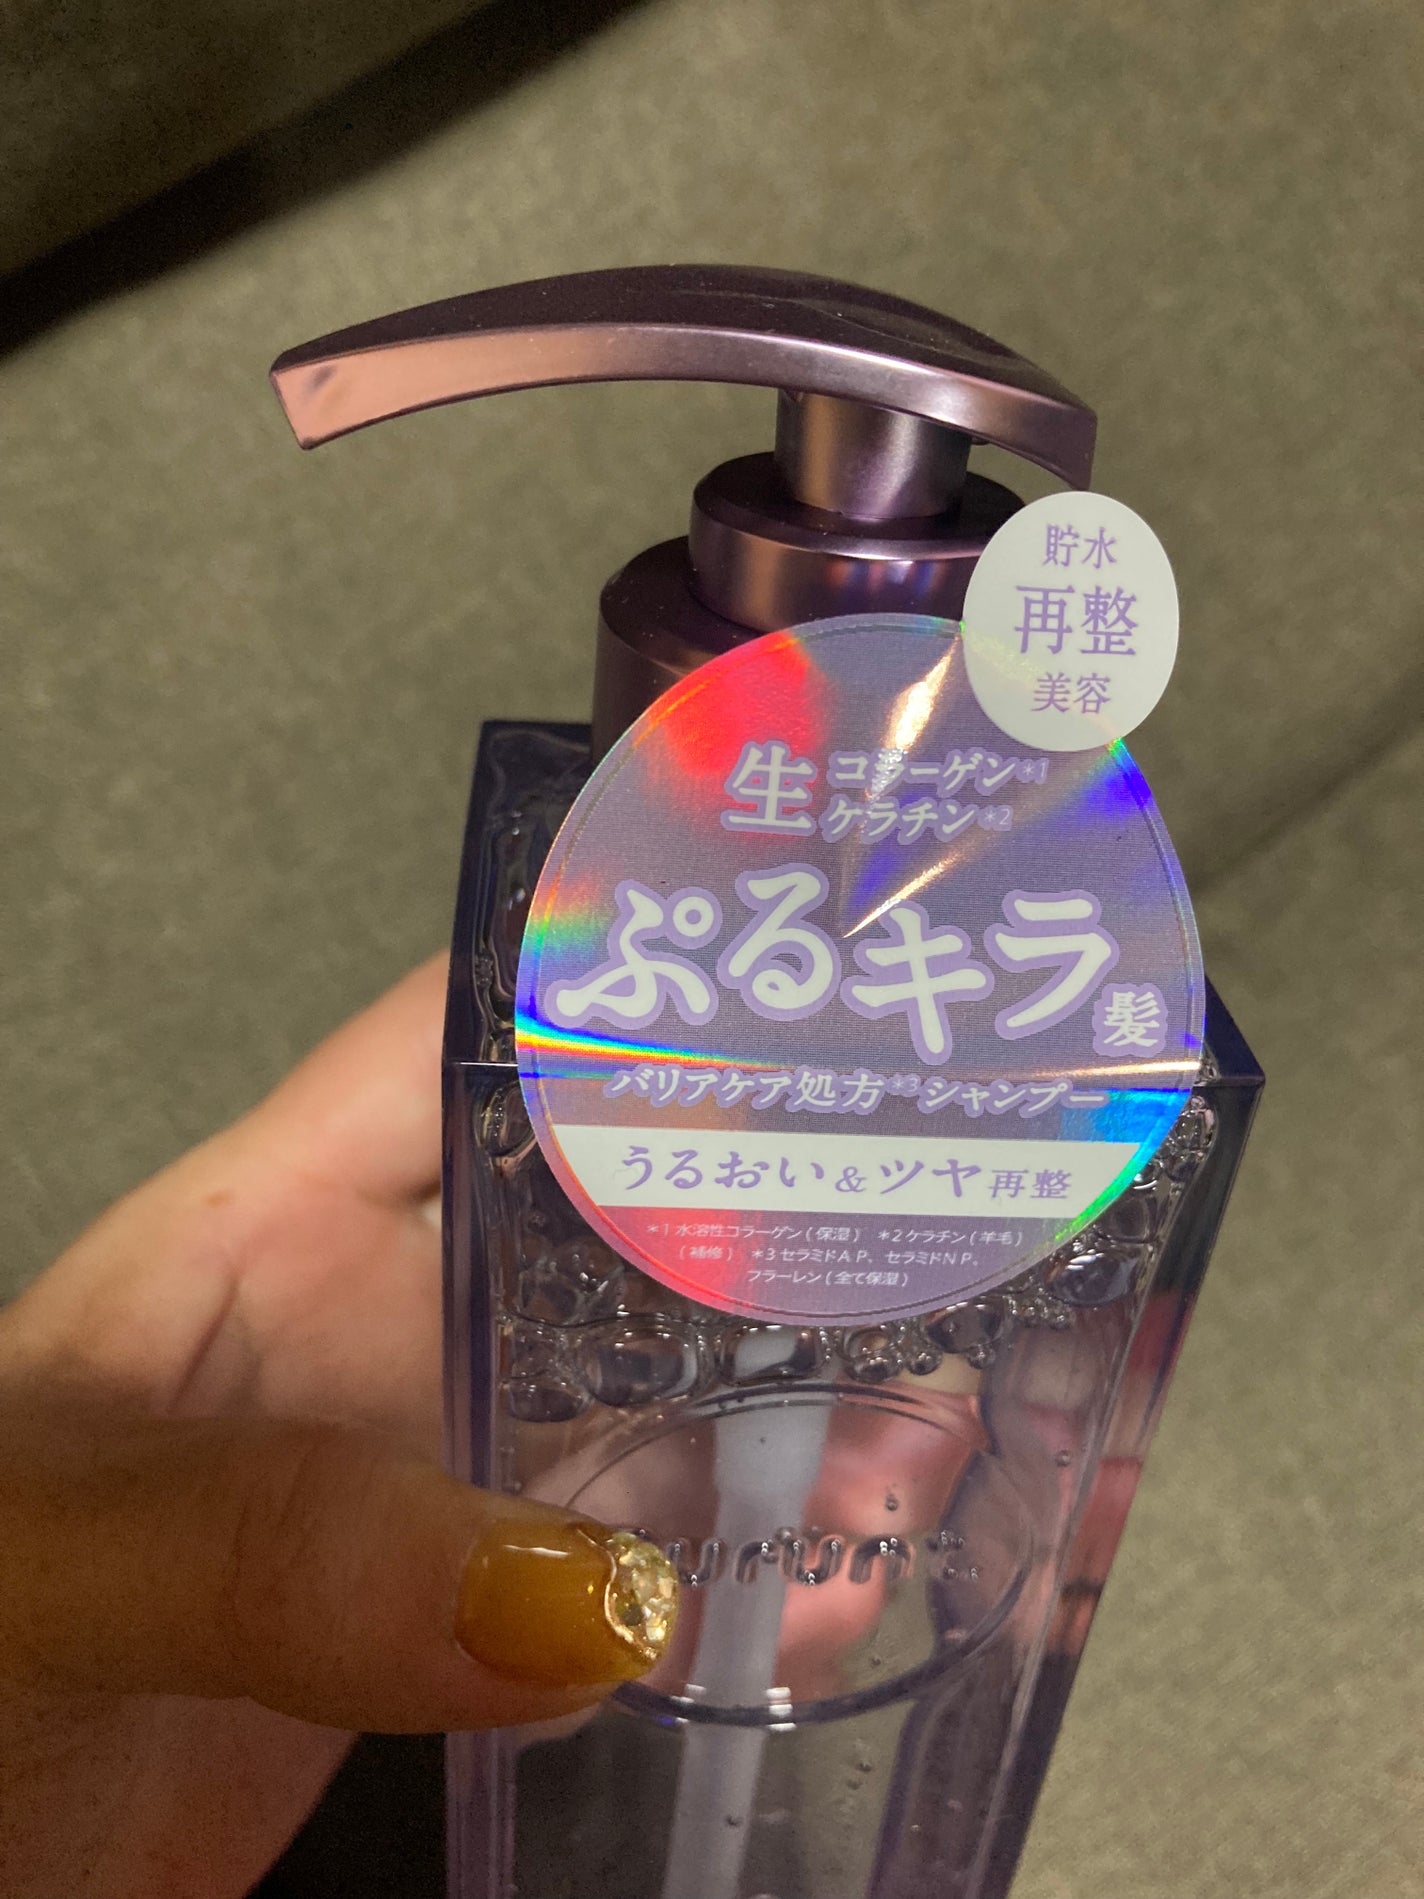 貯水
再整
美容
生コラーゲン*1
ケラチン*2
ぷるキラ髪
バリアケア処方*3シャンプー
うるおい&ツヤ再整
*1水溶性コラーゲン(保湿) *2ケラチン(羊毛)
(補修) *3セラミドAP、セラミドNP、
フラーレン(全て保湿)